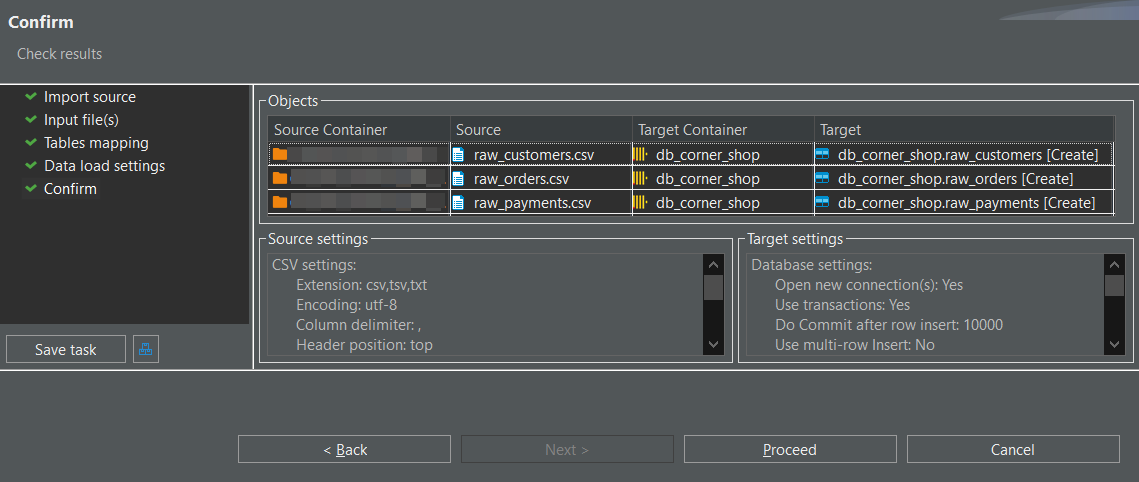 Confirm
Check results
Import source
Input file(s)
Tables mapping
Data load settings
Confirm
Save task
Objects
Source Container Source Target Container Target
raw_customers.csv db_corner_shop db_corner_shop.raw_customers [Create]
raw_orders.csv db_corner_shop db_corner_shop.raw_orders [Create]
raw_payments.csv db_corner_shop db_corner_shop.raw_payments [Create]
Source settings
CSV settings:
Extension: csv,tsv,txt
Encoding: utf-8
Column delimiter: ,
Header position: top
Target settings
Database settings:
Open new connection(s): Yes
Use transactions: Yes
Do Commit after row insert: 10000
Use multi-row Insert: No
< Back Next > Proceed Cancel